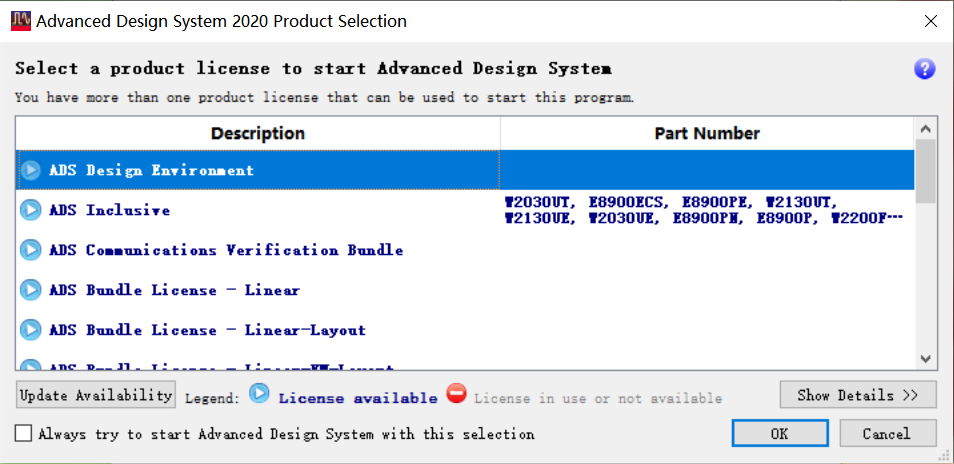 Advanced Design System 2020 Product Selection
Select a product license to start Advanced Design System
You have more than one product license that can be used to start this program.
Description Part Number
ADS Design Environment
ADS Inclusive
W2030UT, E8900ECS, E8900PE, W2130UT,
W2130UE, W2030UE, E8900PN, E8900P, W2200F…
ADS Communications Verification Bundle
ADS Bundle License - Linear
ADS Bundle License - Linear-Layout
Update Availability Legend: License available License in use or not available Show Details >>
Always try to start Advanced Design System with this selection OK Cancel